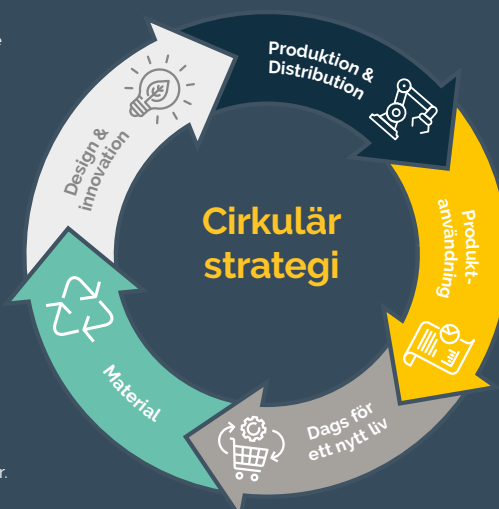 Produktion &
Distribution
Produkt-
användning
Dags för
ett nytt liv
Material
Design &
innovation
Cirkulär
strategi